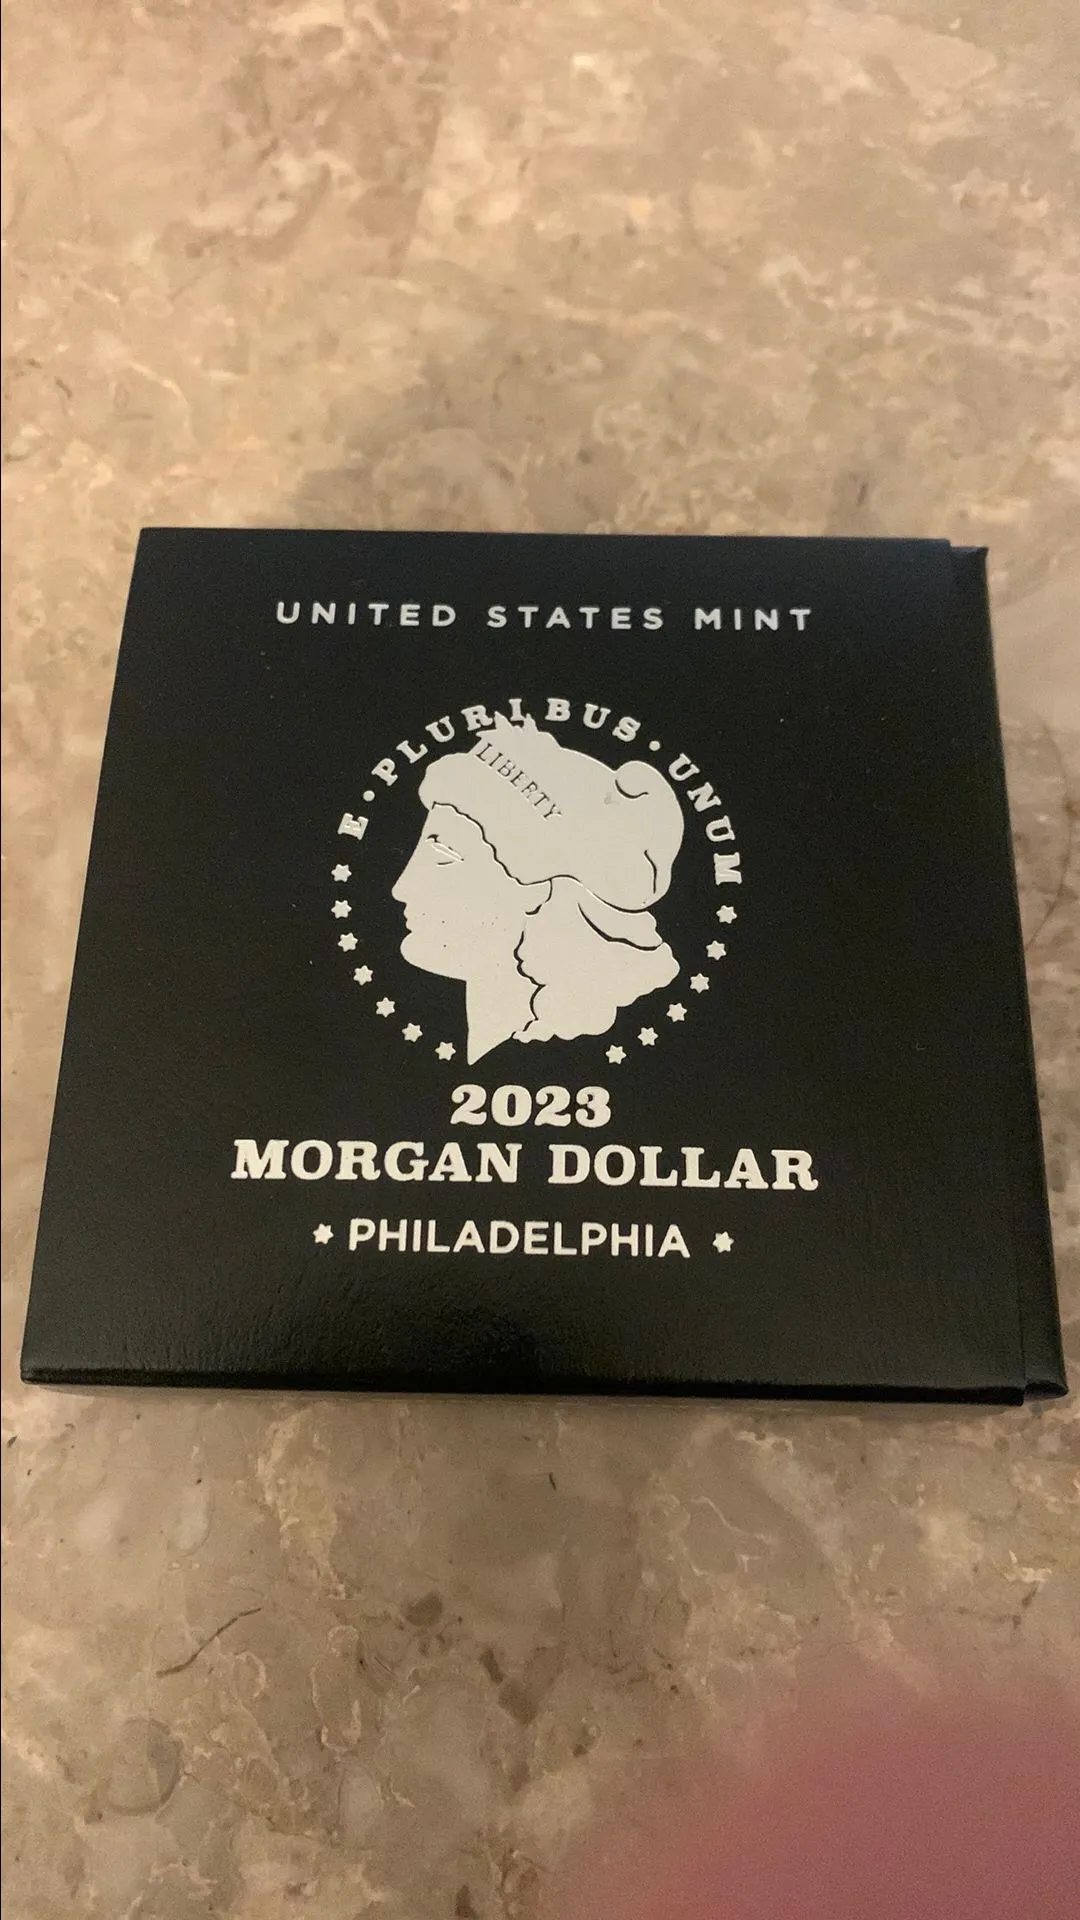 UNITED STATES MINT
E·PLURIBUS·UNUM
LIBERTY
2023
MORGAN DOLLAR
PHILADELPHIA